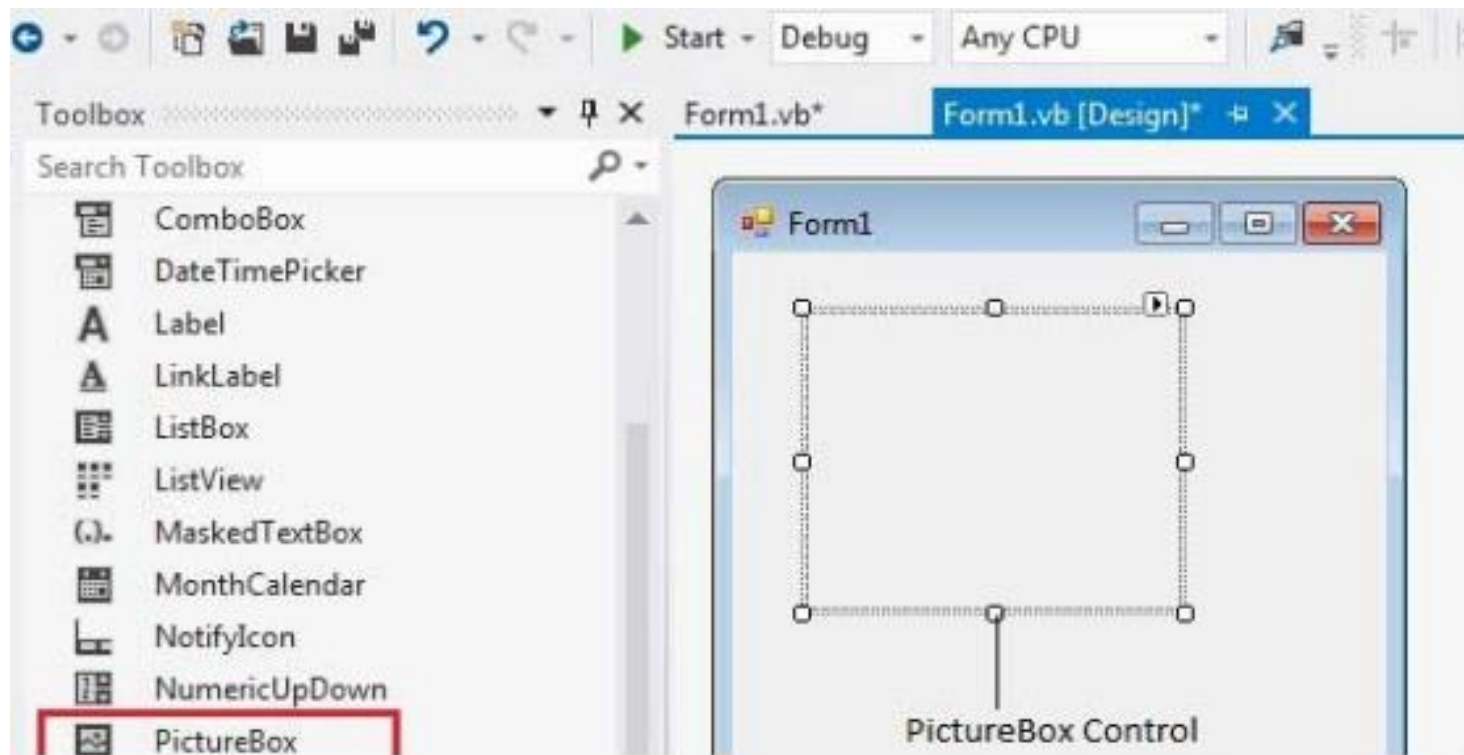 Start Debug Any CPU
Toolbox
Form1.vb*
Form1.vb [Design]*
Search Toolbox
ComboBox
DateTimePicker
A Label
A LinkLabel
ListBox
ListView
(.). MaskedTextBox
MonthCalendar
NotifyIcon
NumericUpDown
PictureBox
Form1
PictureBox Control